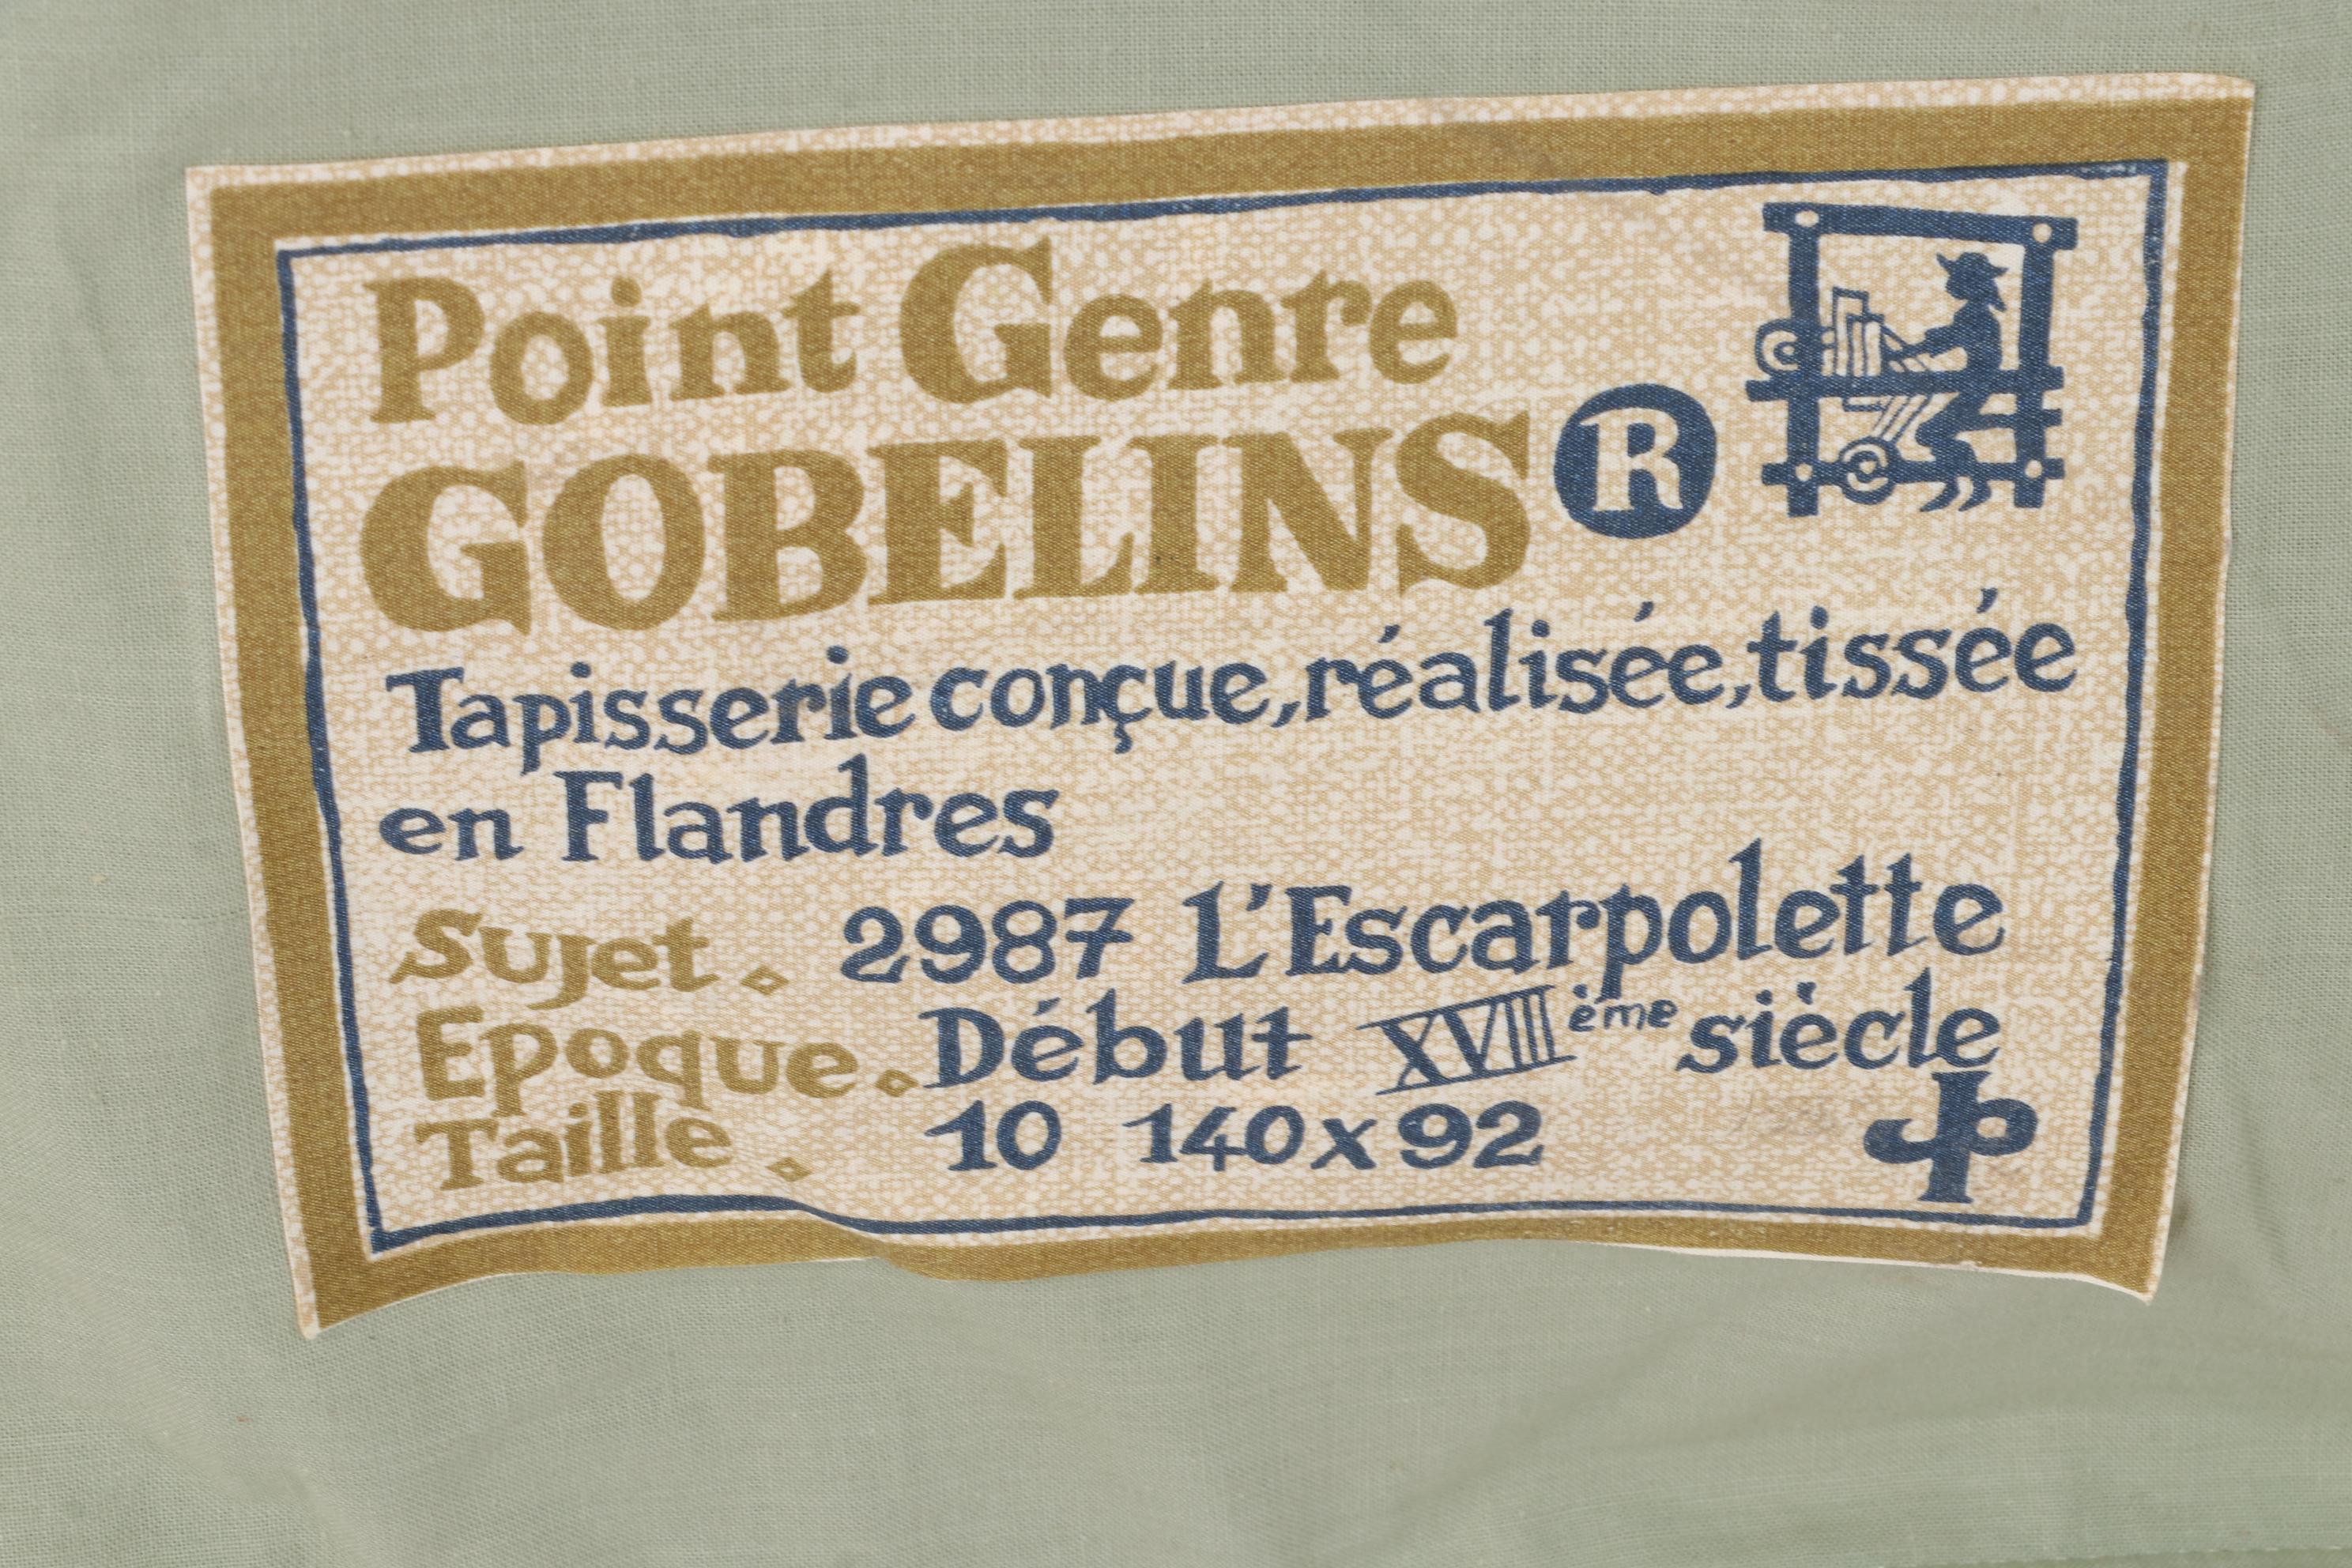 Point Genre
GOBELINS ®
Tapisserie conçue, réalisée, tissée
en Flandres
Sujet. 2987 L'Escarpolette
Epoque. Début XVIIIème siècle
Taille. 10 140x92
JP